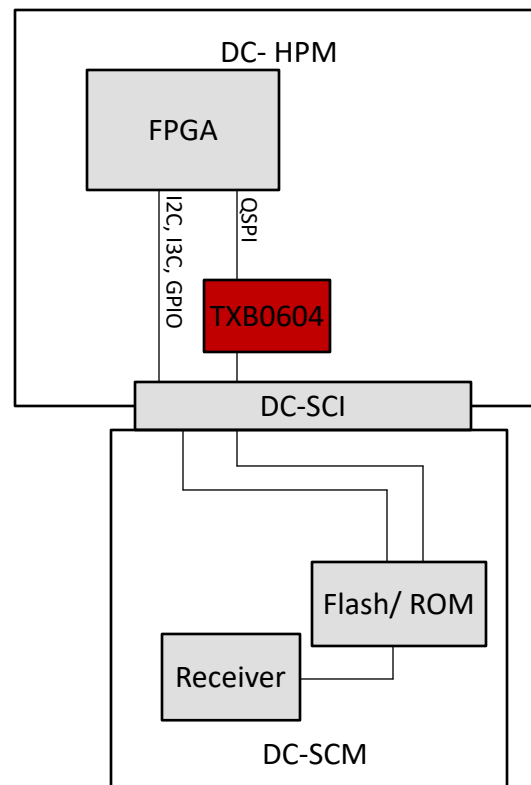 DC- HPM
FPGA
I2C, I3C, GPIO
QSPI
TXB0604
DC-SCI
Flash/ ROM
Receiver
DC-SCM